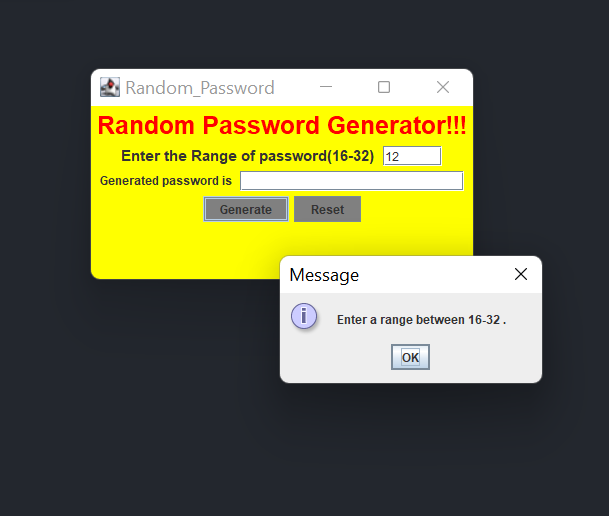 Random_Password
Random Password Generator!!!
Enter the Range of password(16-32) 12
Generated password is
Generate Reset
Message
Enter a range between 16-32 .
OK